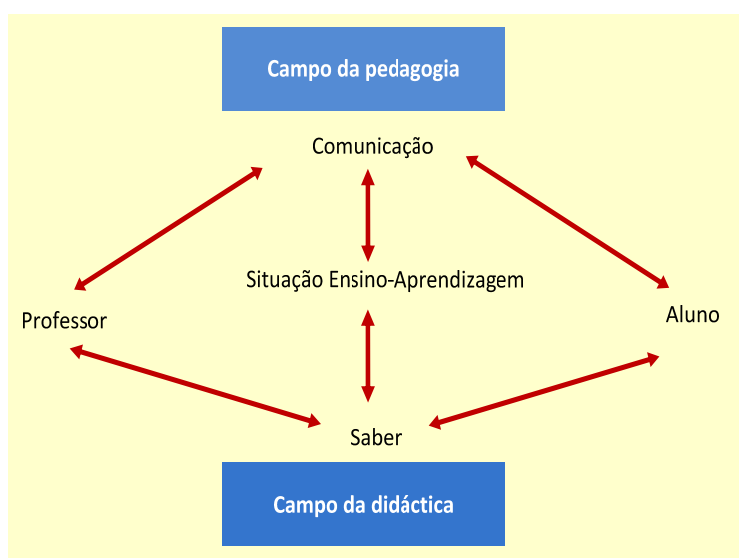 Campo da pedagogia
Comunicação
Situação Ensino-Aprendizagem
Professor
Aluno
Saber
Campo da didáctica